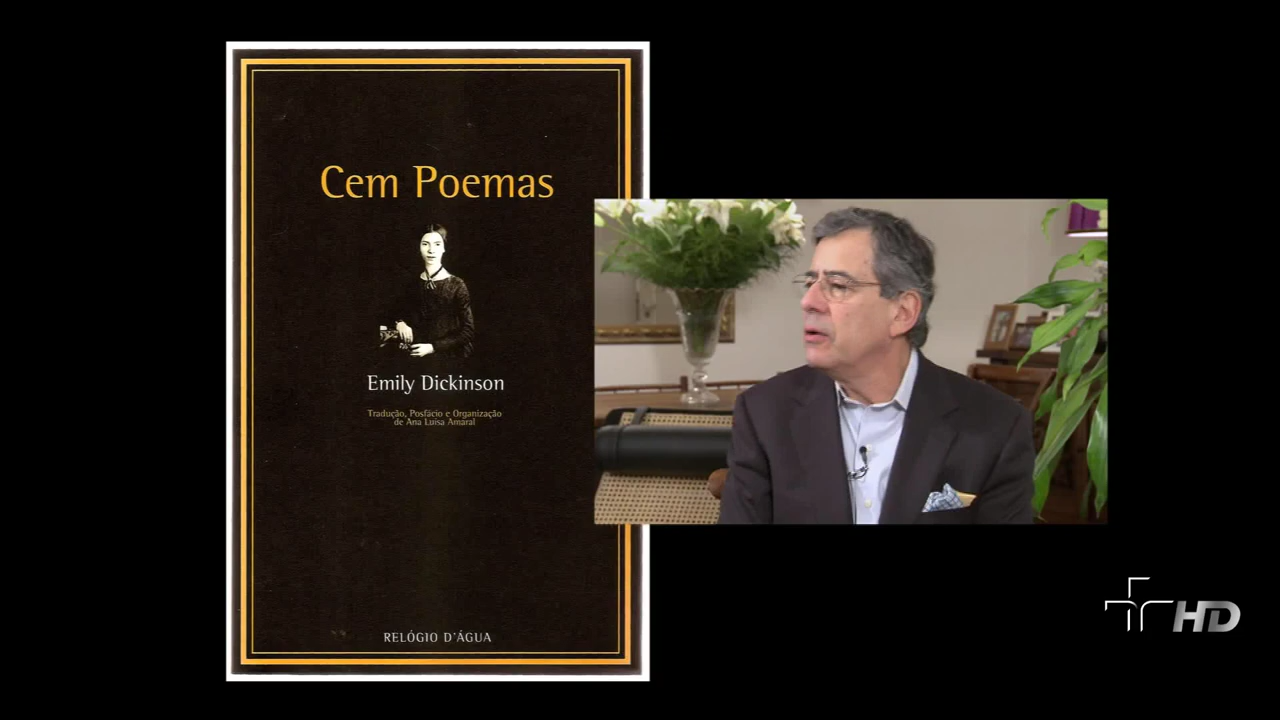 Cem Poemas
Emily Dickinson
Tradução, Posfácio e Organização
de Ana Luísa Amaral
RELÓGIO D'ÁGUA
HD